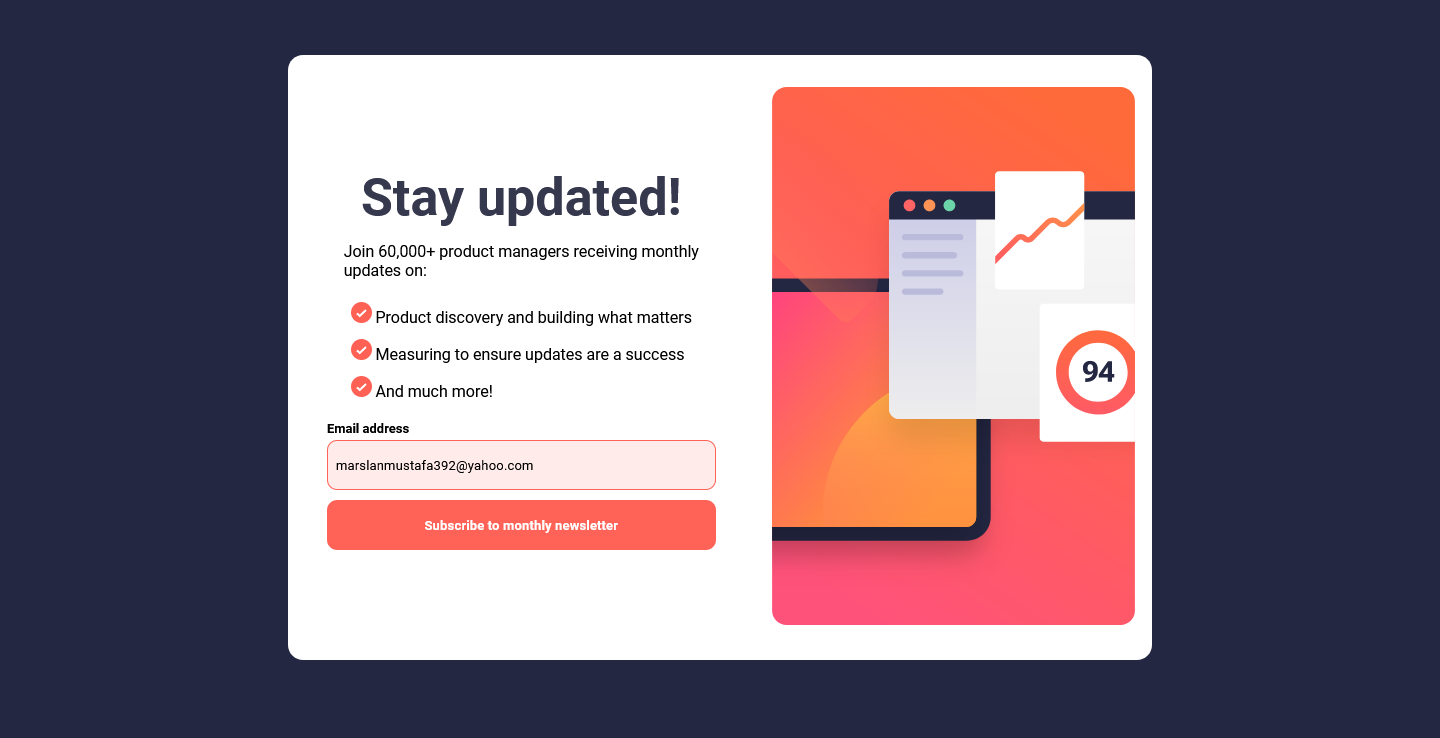 Stay updated!
Join 60,000+ product managers receiving monthly
updates on:
Product discovery and building what matters
Measuring to ensure updates are a success
And much more!
Email address
marslanmustafa392@yahoo.com
Subscribe to monthly newsletter
94